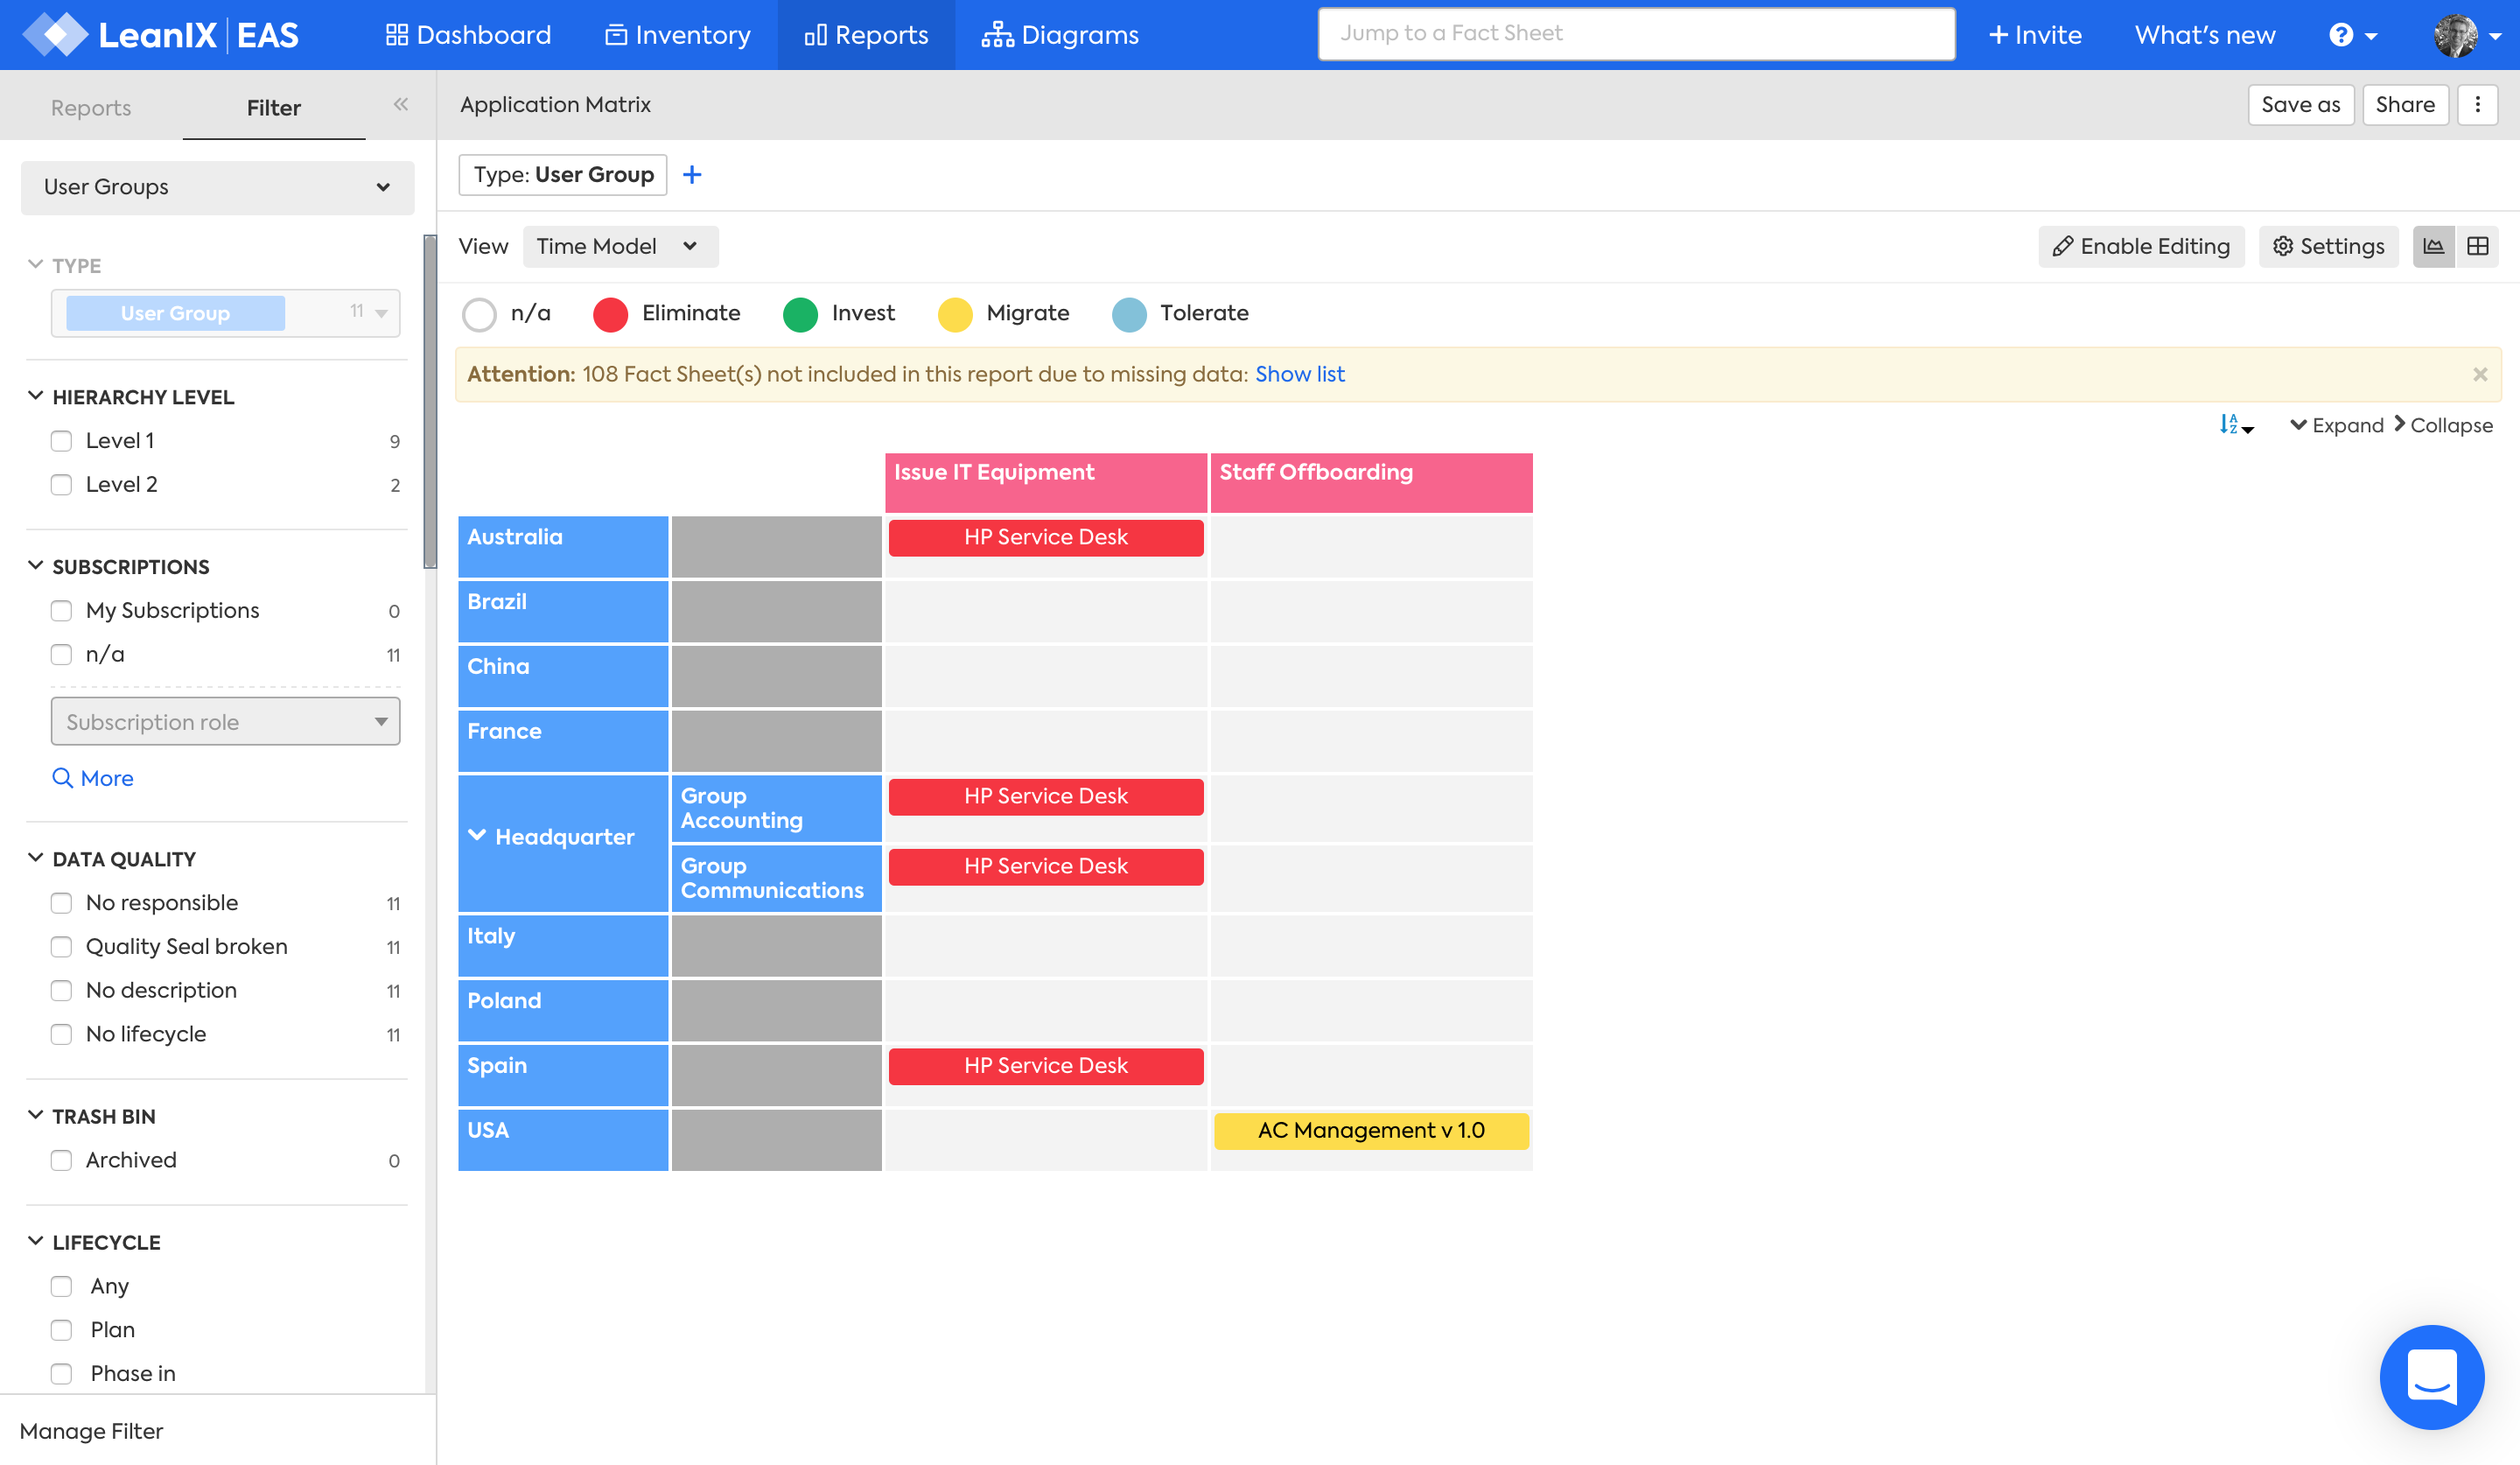 LeanIX EAS
Dashboard
Inventory
Reports
Diagrams
Jump to a Fact Sheet
+ Invite
What's new
?
Reports
Filter
Application Matrix
Save as
Share
User Groups
Type: User Group +
TYPE
User Group 11
View
Time Model
Enable Editing
Settings
n/a
Eliminate
Invest
Migrate
Tolerate
Attention: 108 Fact Sheet(s) not included in this report due to missing data: Show list ×
AZ
Expand
Collapse
HIERARCHY LEVEL
Level 1 9
Level 2 2
SUBSCRIPTIONS
My Subscriptions 0
n/a 11
Subscription role
More
DATA QUALITY
No responsible 11
Quality Seal broken 11
No description 11
No lifecycle 11
TRASH BIN
Archived 0
LIFECYCLE
Any
Plan
Phase in
Manage Filter
Issue IT Equipment
Staff Offboarding
Australia
HP Service Desk
Brazil
China
France
Headquarter
Group
Accounting
HP Service Desk
Group
Communications
HP Service Desk
Italy
Poland
Spain
HP Service Desk
USA
AC Management v 1.0